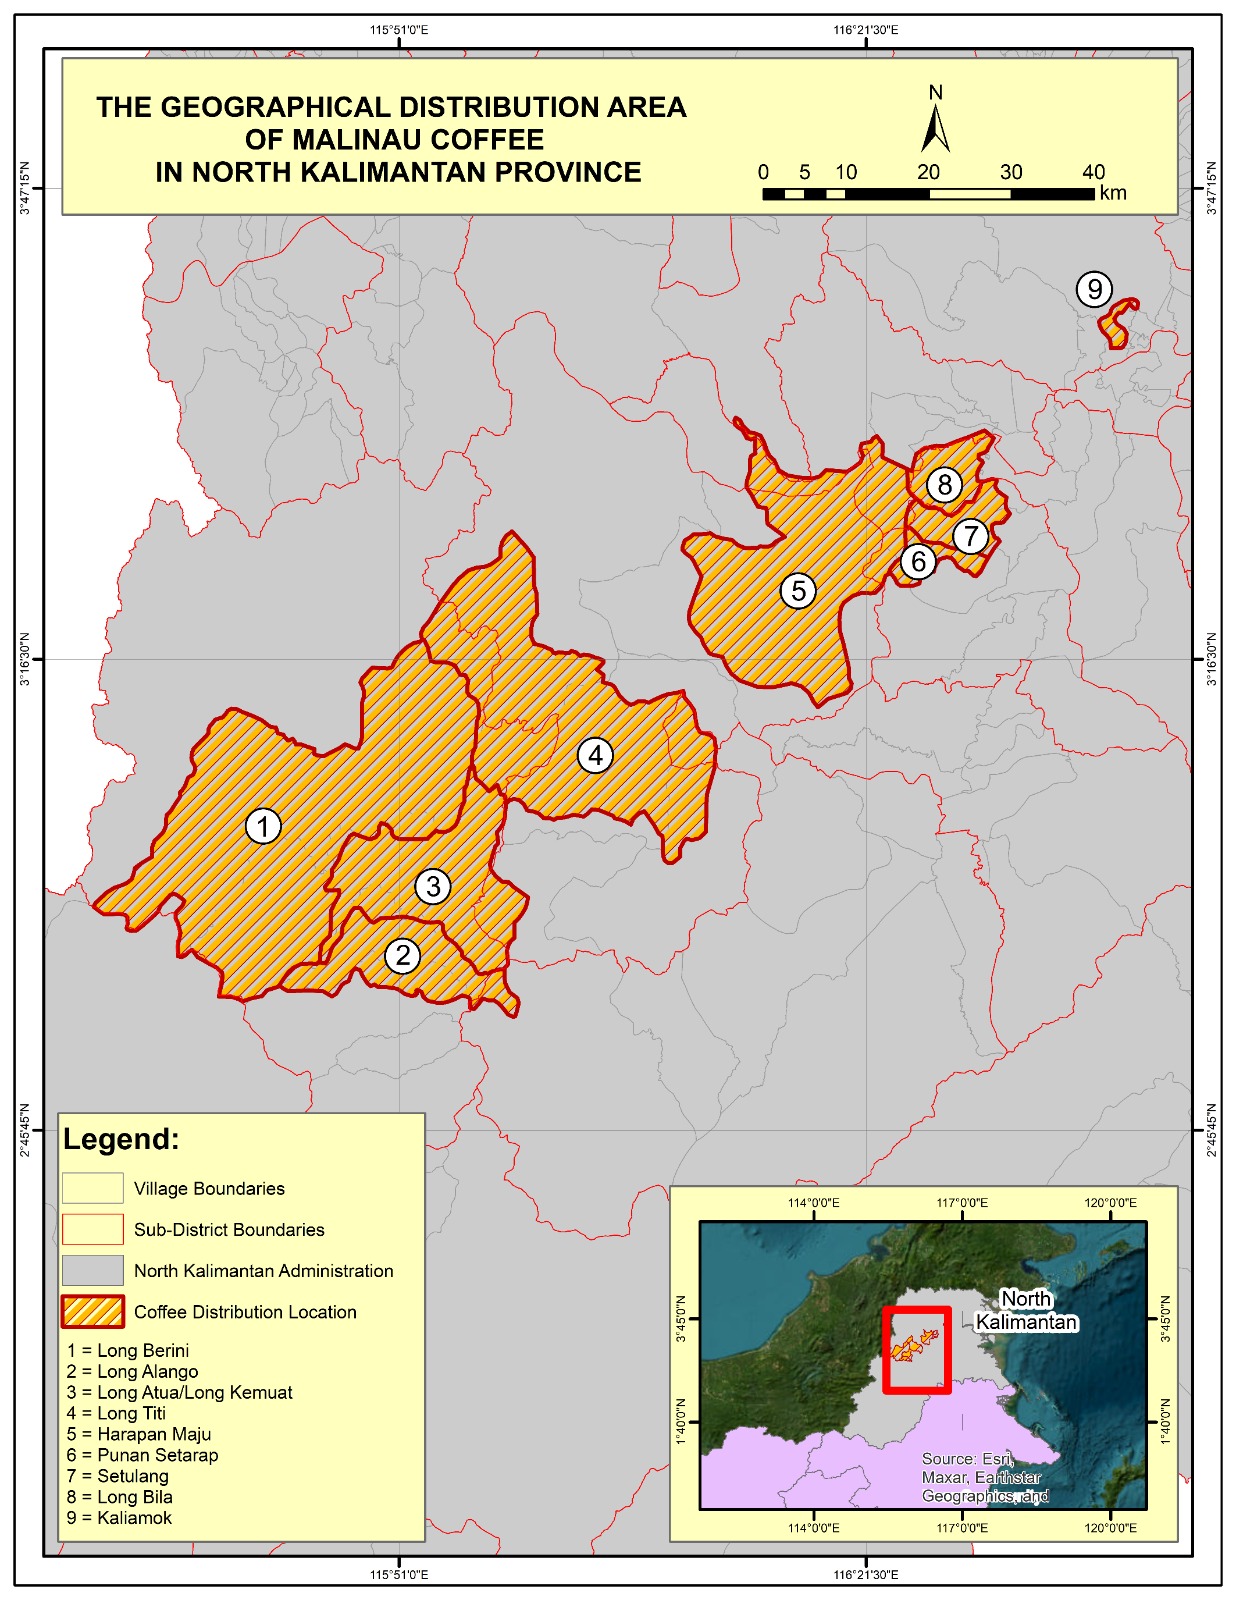 115°51'0"E
116°21'30"E
THE GEOGRAPHICAL DISTRIBUTION AREA
OF MALINAU COFFEE
IN NORTH KALIMANTAN PROVINCE
N
0 5 10 20 30 40
km
3°47'15"N
3°47'15"N
9
8
7
6
5
3°16'30"N
3°16'30"N
4
1
3
2
2°45'45"N
2°45'45"N
Legend:
Village Boundaries
Sub-District Boundaries
North Kalimantan Administration
Coffee Distribution Location
1 = Long Berini
2 = Long Alango
3 = Long Atua/Long Kemuat
4 = Long Titi
5 = Harapan Maju
6 = Punan Setarap
7 = Setulang
8 = Long Bila
9 = Kaliamok
114°0'0"E 117°0'0"E 120°0'0"E
North
Kalimantan
3°45'0"N
3°45'0"N
1°40'0"N
1°40'0"N
Source: Esri,
Maxar, Earthstar
Geographics, and
114°0'0"E 117°0'0"E 120°0'0"E
115°51'0"E
116°21'30"E